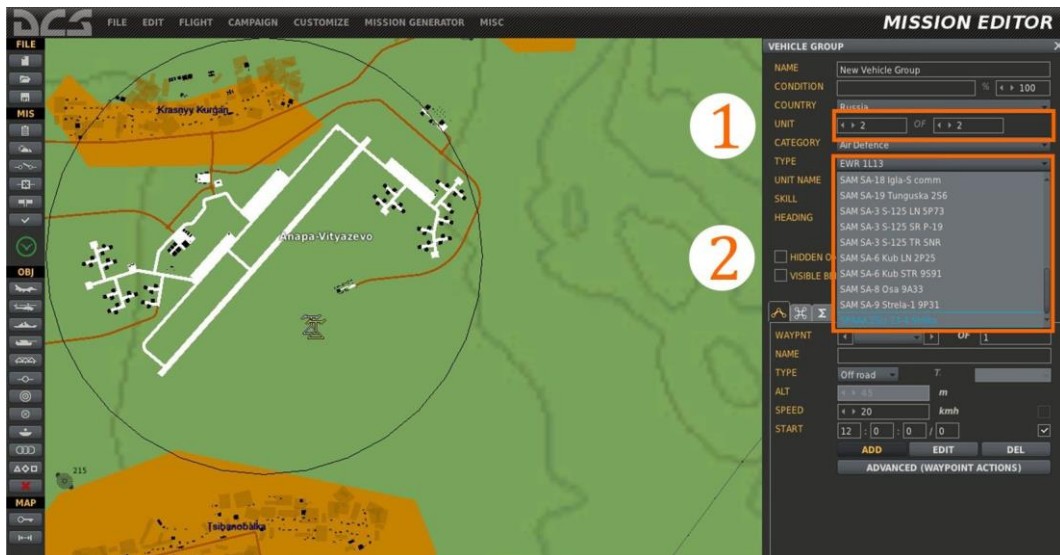 DCS
FILE EDIT FLIGHT CAMPAIGN CUSTOMIZE MISSION GENERATOR MISC
MISSION EDITOR
FILE
MIS
OBJ
MAP
Krasnyy Kurgan
Anapa-Vityazevo
215
Tsibanobalka
1
2
VEHICLE GROUP X
NAME New Vehicle Group
CONDITION % 100
COUNTRY Russia
UNIT 2 OF 2
CATEGORY Air Defence
TYPE EWR 1L13
UNIT NAME
SKILL
HEADING
SAM SA-18 Igla-S comm
SAM SA-19 Tunguska 2S6
SAM SA-3 S-125 LN 5P73
SAM SA-3 S-125 SR P-19
SAM SA-3 S-125 TR SNR
SAM SA-6 Kub LN 2P25
SAM SA-6 Kub STR 9S91
SAM SA-8 Osa 9A33
SAM SA-9 Strela-1 9P31
HIDDEN O
VISIBLE BE
Σ
WAYPNT OF 1
NAME
TYPE Off road T.
ALT 45 m
SPEED 20 kmh
START 12 : 0 : 0 / 0
ADD EDIT DEL
ADVANCED (WAYPOINT ACTIONS)